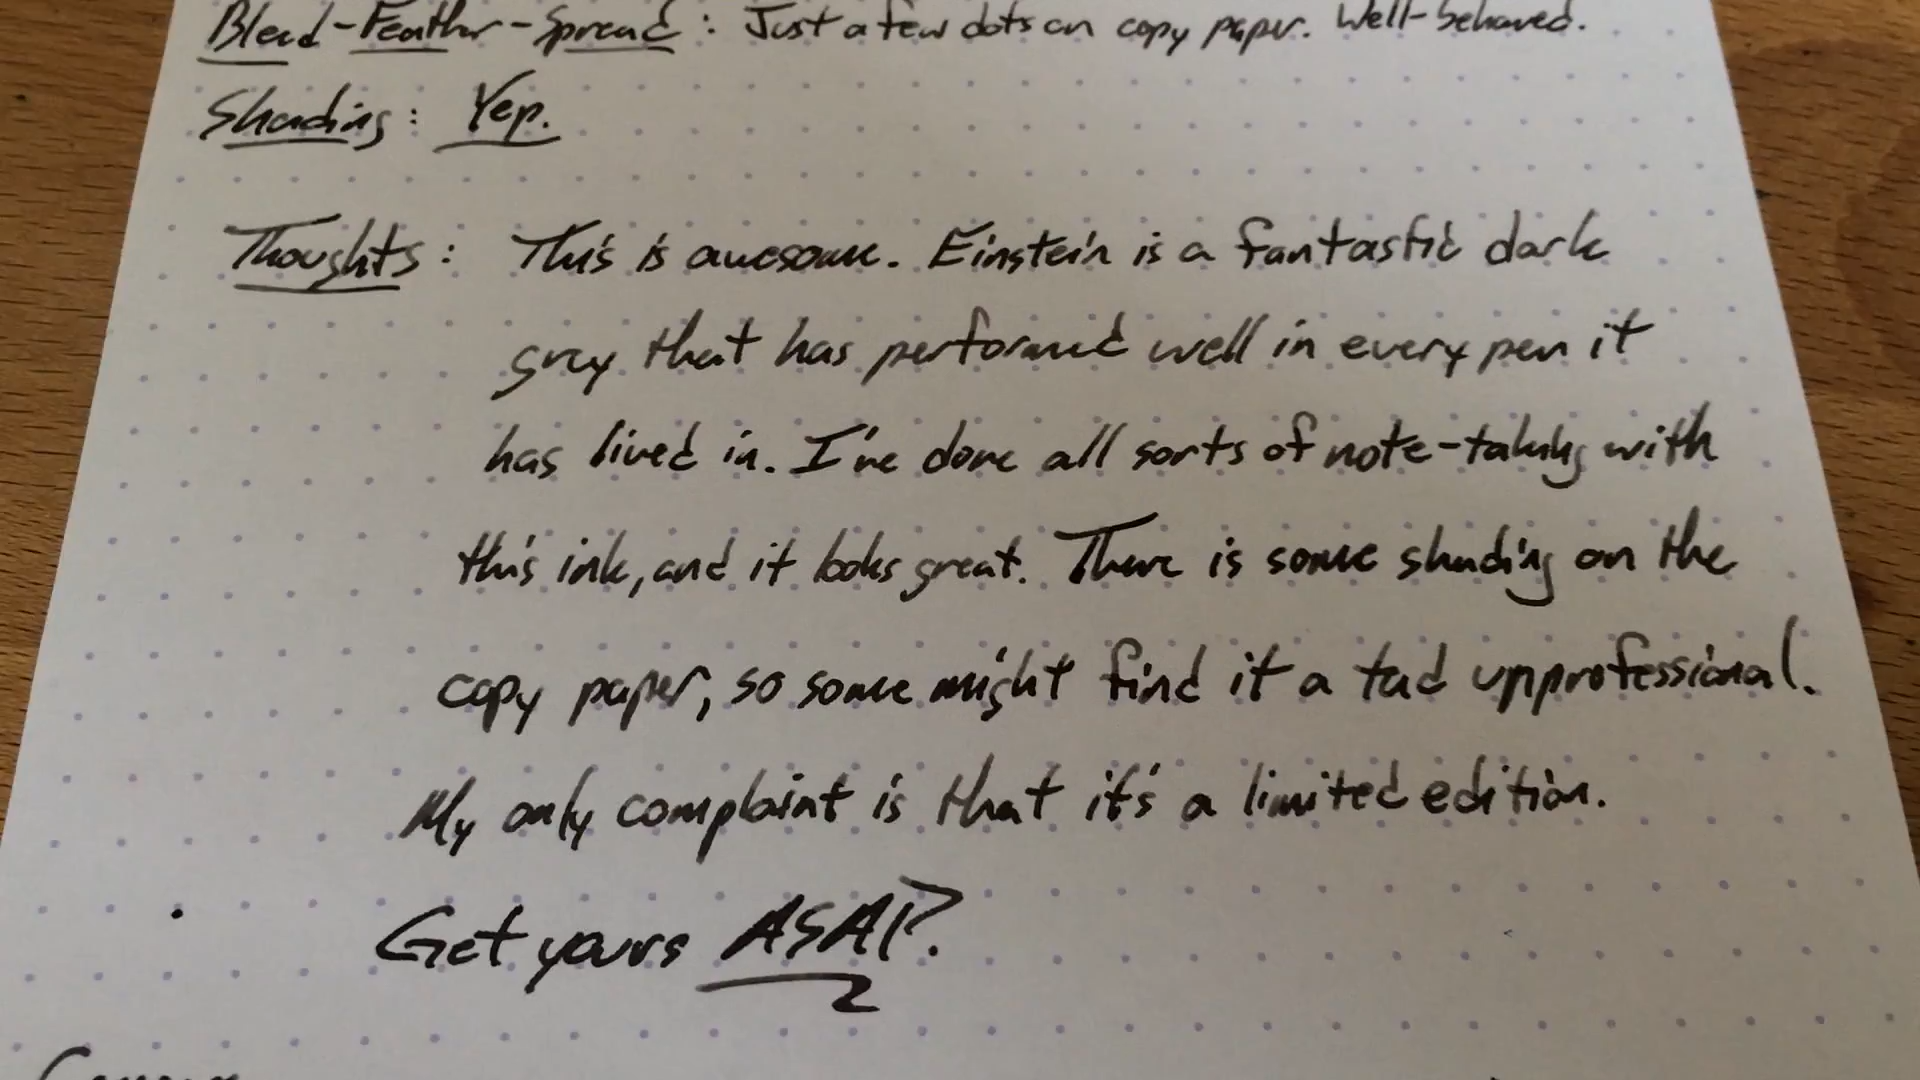 Bleed-Feather-Spread: Just a few dots on copy paper. Well-behaved.
Shading: Yep.
Thoughts: This is awesome. Einstein is a fantastic dark
grey that has performed well in every pen it
has lived in. I've done all sorts of note-taking with
this ink, and it looks great. There is some shading on the
copy paper, so some might find it a tad unprofessional.
My only complaint is that it's a limited edition.
Get yours ASAP.